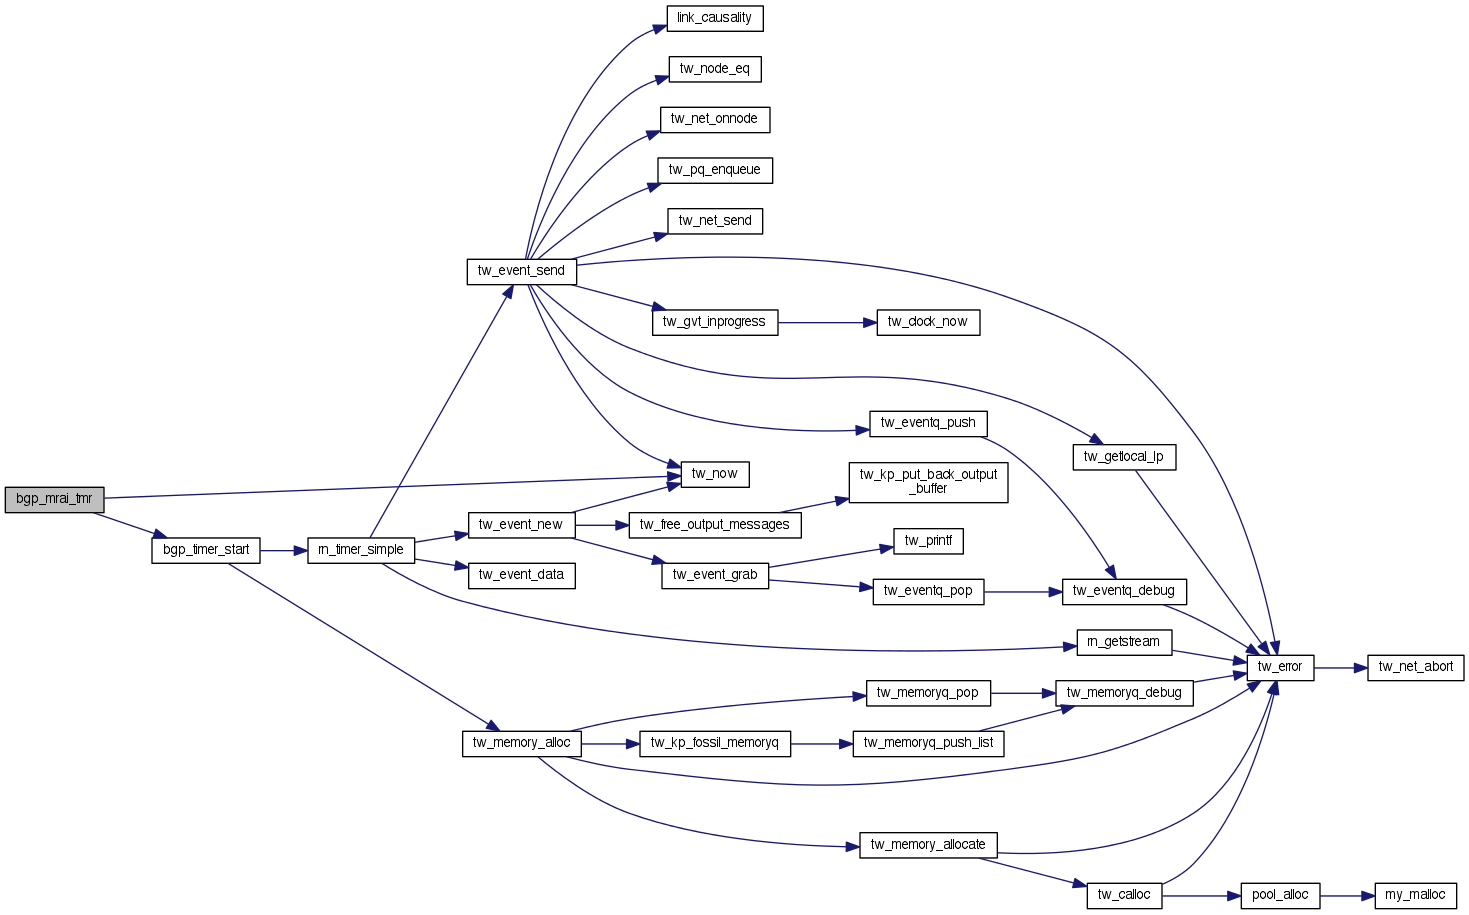 link_causality
tw_node_eq
tw_net_onnode
tw_pq_enqueue
tw_net_send
tw_event_send
tw_gvt_inprogress
tw_clock_now
tw_eventq_push
tw_getlocal_lp
tw_now
tw_kp_put_back_output
_buffer
bgp_mrai_tmr
tw_event_new
tw_free_output_messages
tw_printf
bgp_timer_start
rn_timer_simple
tw_event_data
tw_event_grab
tw_eventq_pop
tw_eventq_debug
rn_getstream
tw_error
tw_net_abort
tw_memoryq_pop
tw_memoryq_debug
tw_memory_alloc
tw_kp_fossil_memoryq
tw_memoryq_push_list
tw_memory_allocate
tw_calloc
pool_alloc
my_malloc